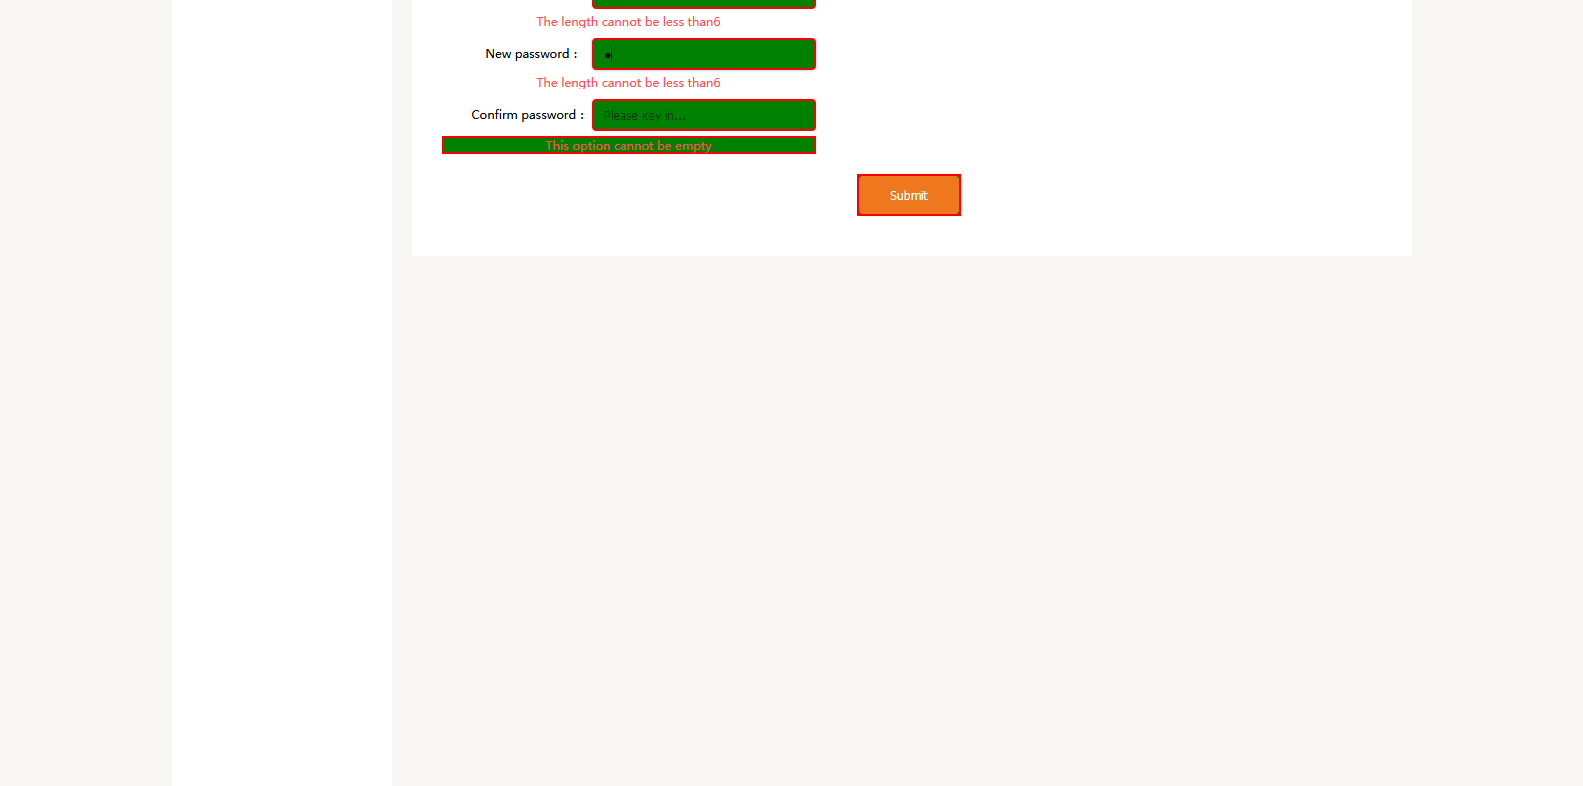 The length cannot be less than6
New password :
The length cannot be less than6
Confirm password : Please key in...
This option cannot be empty
Submit